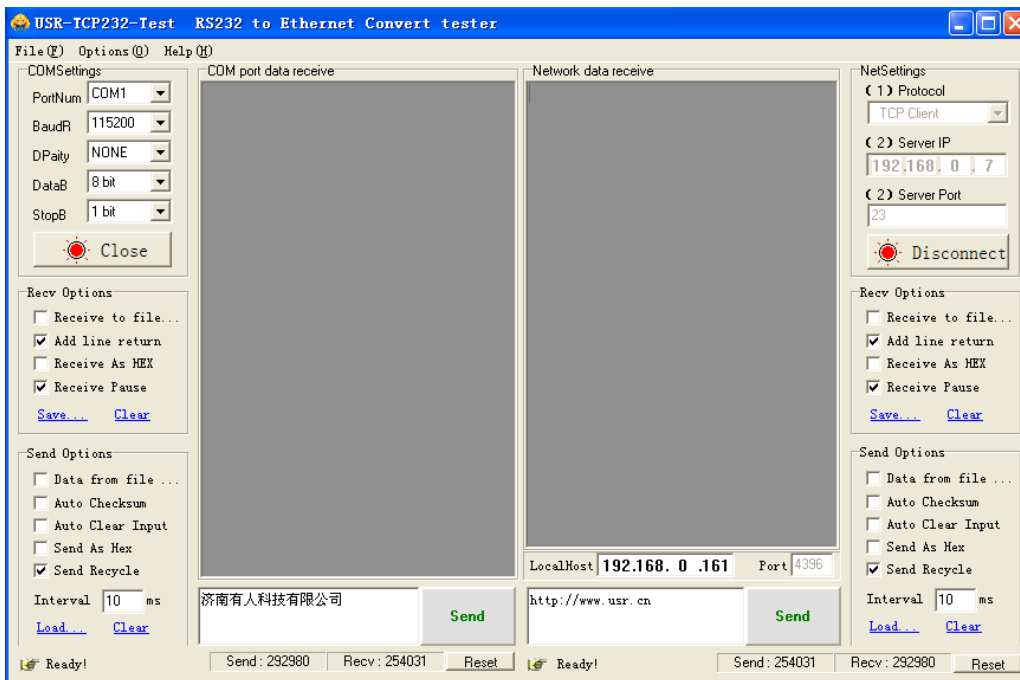 USR-TCP232-Test RS232 to Ethernet Convert tester
File(F) Options(O) Help(H)
COMSettings
PortNum COM1
BaudR 115200
DPaity NONE
DataB 8 bit
StopB 1 bit
Close
Recv Options
Receive to file...
Add line return
Receive As HEX
Receive Pause
Save... Clear
Send Options
Data from file ...
Auto Checksum
Auto Clear Input
Send As Hex
Send Recycle
Interval 10 ms
Load... Clear
Ready!
COM port data receive
济南有人科技有限公司
Send
Send : 292980 Recv : 254031 Reset
Network data receive
LocalHost 192.168. 0 .161 Port 4396
http://www.usr.cn
Send
Ready!
Send : 254031 Recv : 292980 Reset
NetSettings
(1) Protocol
TCP Client
(2) Server IP
192.168. 0 . 7
(2) Server Port
23
Disconnect
Recv Options
Receive to file...
Add line return
Receive As HEX
Receive Pause
Save... Clear
Send Options
Data from file ...
Auto Checksum
Auto Clear Input
Send As Hex
Send Recycle
Interval 10 ms
Load... Clear